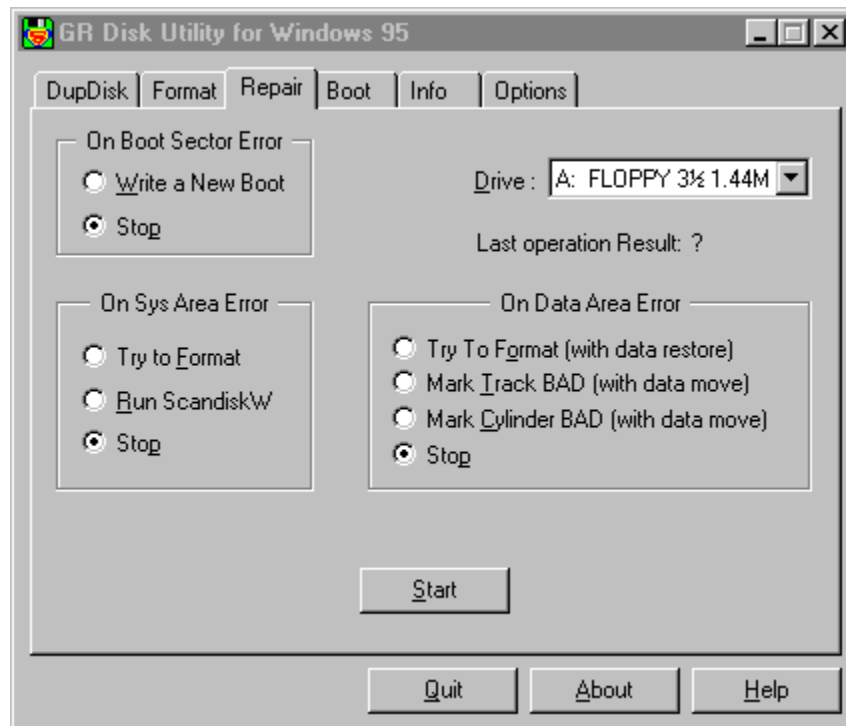 GR Disk Utility for Windows 95
DupDisk Format Repair Boot Info Options
On Boot Sector Error
Write a New Boot
Stop
Drive : A: FLOPPY 3½ 1.44M
Last operation Result: ?
On Sys Area Error
Try to Format
Run ScandiskW
Stop
On Data Area Error
Try To Format (with data restore)
Mark Track BAD (with data move)
Mark Cylinder BAD (with data move)
Stop
Start
Quit About Help